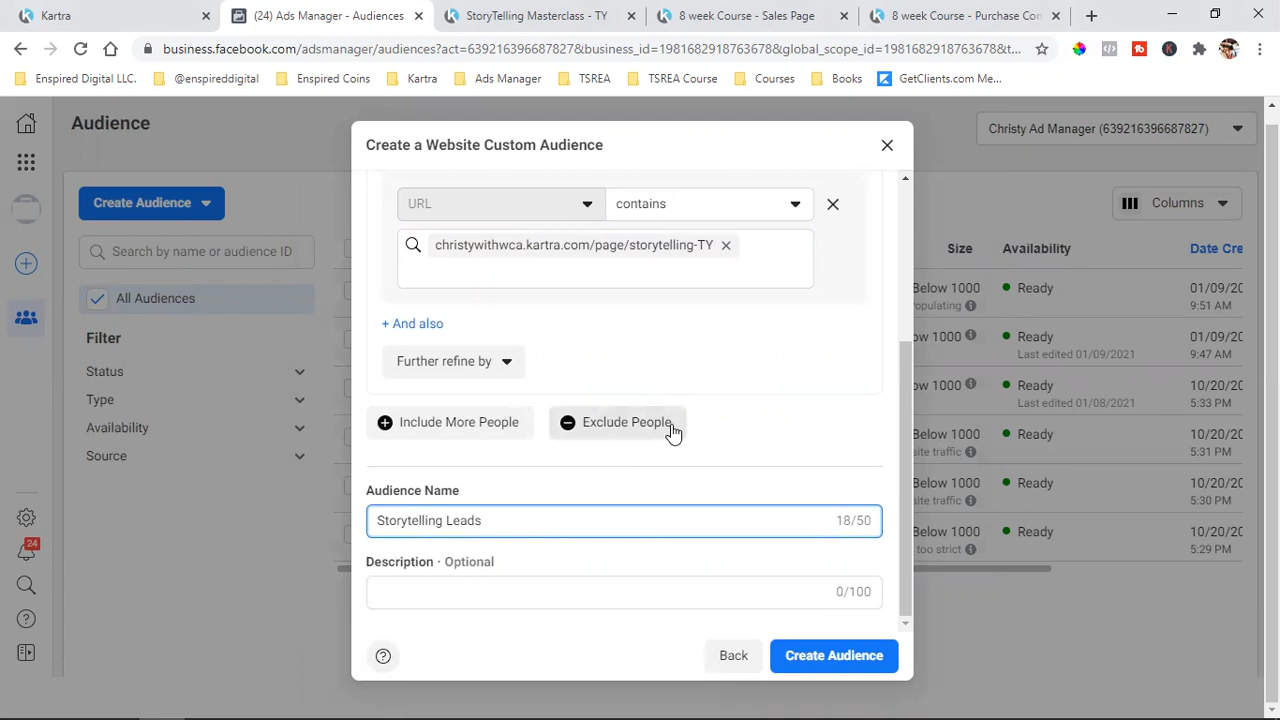 Kartra
(24) Ads Manager - Audiences
StoryTelling Masterclass - TY
8 week Course - Sales Page
8 week Course - Purchase Con
business.facebook.com/adsmanager/audiences?act=639216396687827&business_id=1981682918763678&global_scope_id=1981682918763678&t...
Enspired Digital LLC.
@enspireddigital
Enspired Coins
Kartra
Ads Manager
TSREA
TSREA Course
Courses
Books
GetClients.com Me...
Audience
Christy Ad Manager (639216396687827)
Create a Website Custom Audience
Create Audience
Columns
URL
contains
Search by name or audience ID
christywithwca.kartra.com/page/storytelling-TY
Size
Availability
Date Cre
All Audiences
Below 1000
Ready
01/09/20
9:51 AM
+ And also
Filter
Ready
01/09/20
Last edited 01/09/2021
9:47 AM
Further refine by
Status
Type
Ready
10/20/20
Last edited 01/08/2021
5:33 PM
Include More People
Exclude People
Availability
Below 1000
Ready
10/20/20
site traffic
5:31 PM
Source
Below 1000
Ready
10/20/20
site traffic
5:30 PM
Audience Name
Storytelling Leads
18/50
Below 1000
Ready
10/20/20
too strict
5:29 PM
24
Description · Optional
0/100
Back
Create Audience